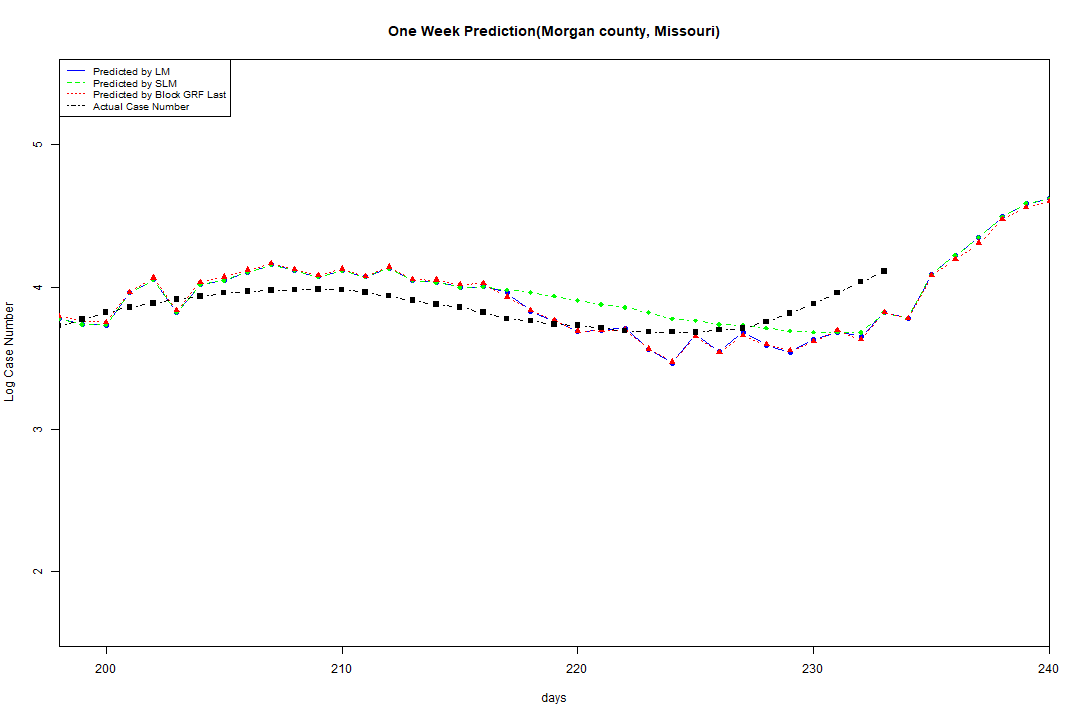 One Week Prediction(Morgan county, Missouri)
Predicted by LM
Predicted by SLM
Predicted by Block GRF Last
Actual Case Number
5
4
3
2
Log Case Number
200 210 220 230 240
days